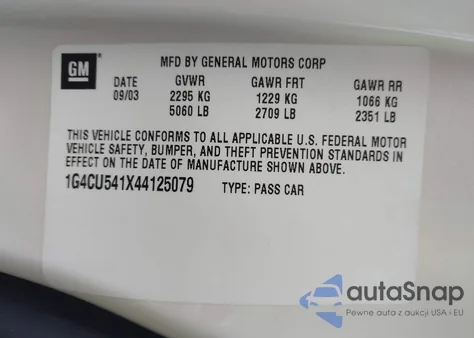 GM
MFD BY GENERAL MOTORS CORP
DATE GVWR GAWR FRT GAWR RR
09/03 2295 KG 1229 KG 1066 KG
5060 LB 2709 LB 2351 LB
THIS VEHICLE CONFORMS TO ALL APPLICABLE U.S. FEDERAL MOTOR
VEHICLE SAFETY, BUMPER, AND THEFT PREVENTION STANDARDS IN
EFFECT ON THE DATE OF MANUFACTURE SHOWN ABOVE.
1G4CU541X44125079 TYPE: PASS CAR
autoSnap
Pewne auta z aukcji USA i EU